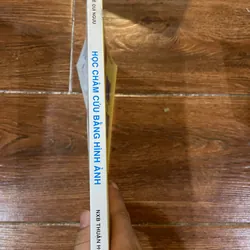 HỌC CHÂM CỨU BẰNG HÌNH ẢNH
NXB THUẬN H